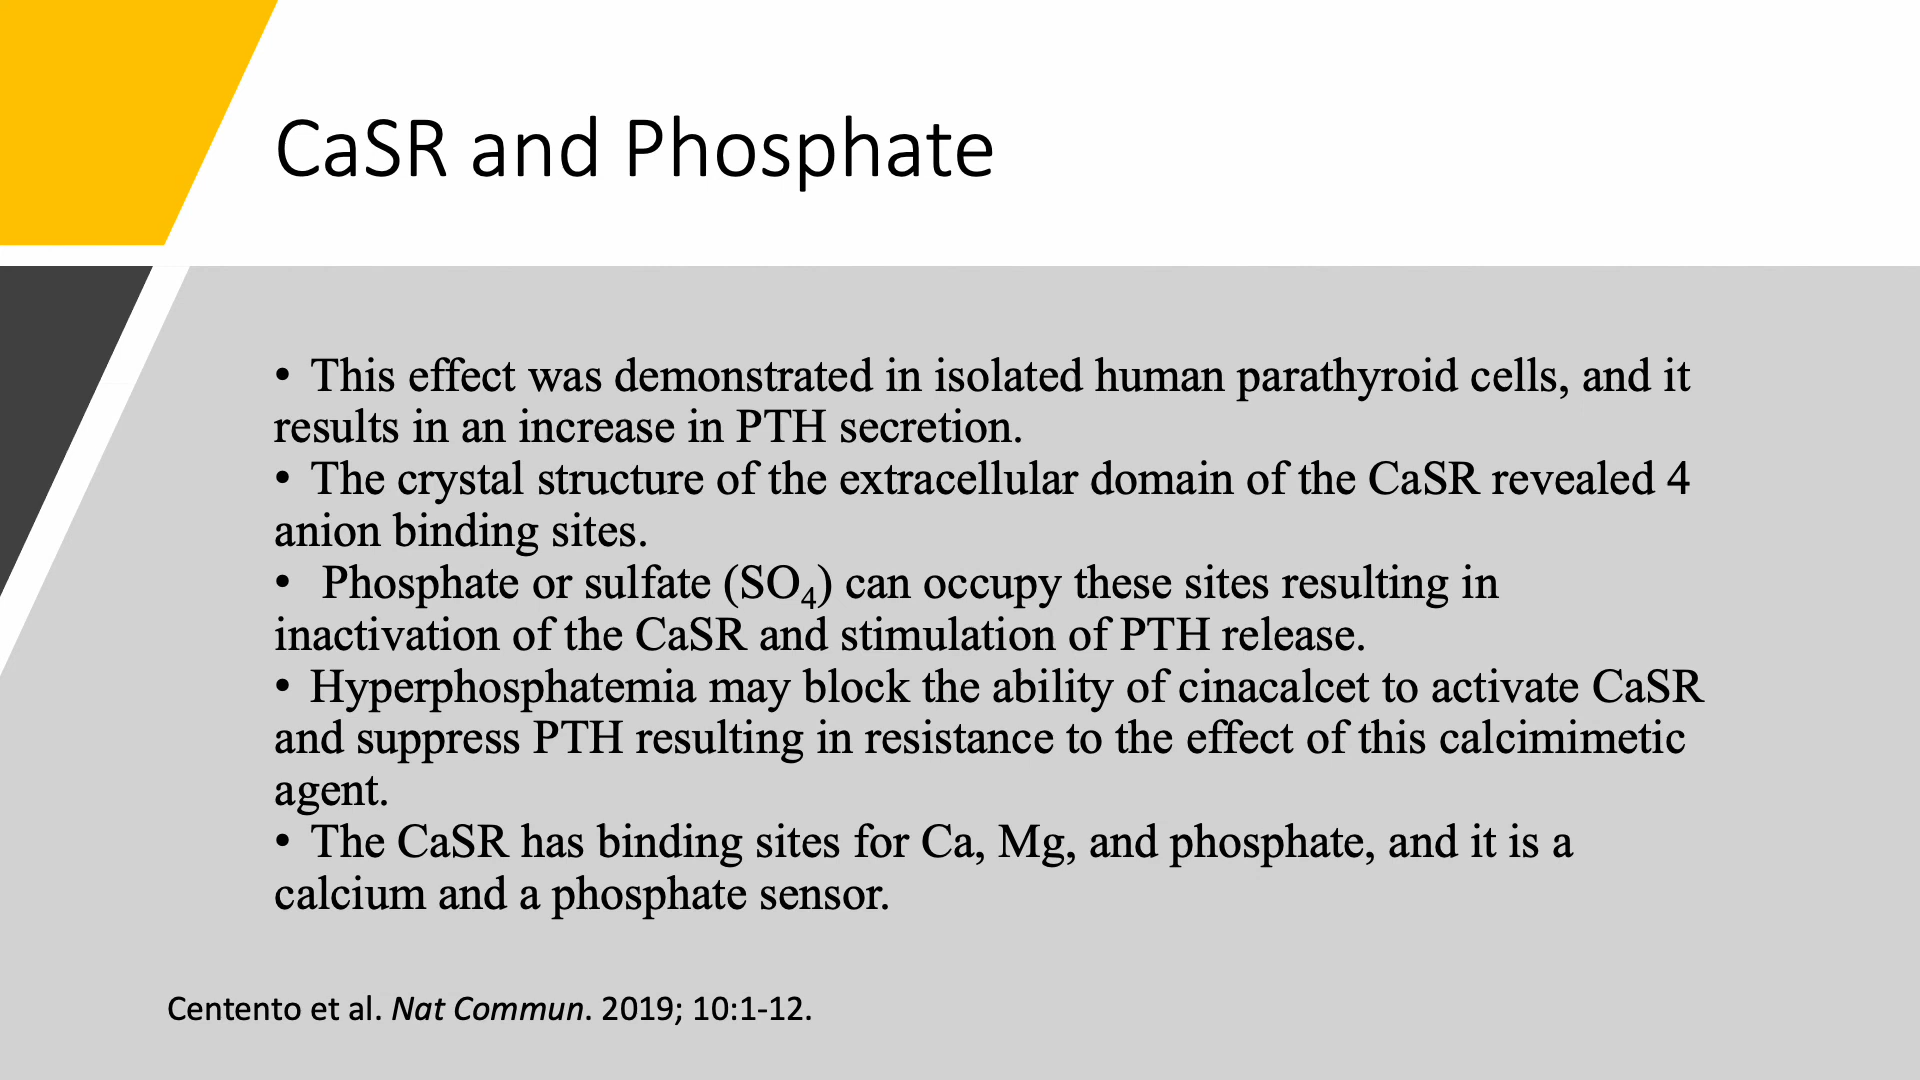 CaSR and Phosphate
• This effect was demonstrated in isolated human parathyroid cells, and it
results in an increase in PTH secretion.
• The crystal structure of the extracellular domain of the CaSR revealed 4
anion binding sites.
• Phosphate or sulfate (SO₄) can occupy these sites resulting in
inactivation of the CaSR and stimulation of PTH release.
• Hyperphosphatemia may block the ability of cinacalcet to activate CaSR
and suppress PTH resulting in resistance to the effect of this calcimimetic
agent.
• The CaSR has binding sites for Ca, Mg, and phosphate, and it is a
calcium and a phosphate sensor.
Centento et al. Nat Commun. 2019; 10:1-12.